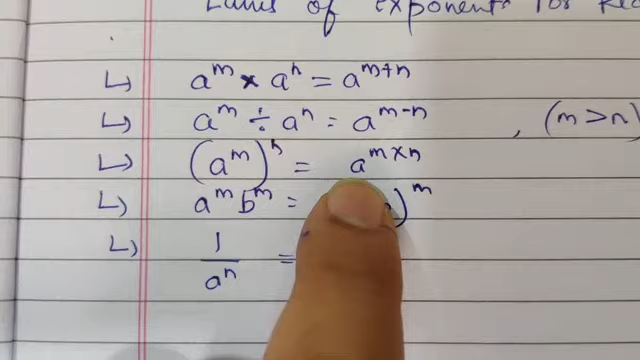 Laws of Exponents for
a^m × a^n = a^{m+n}
a^m ÷ a^n = a^{m-n} , (m > n)
(a^m)^n = a^{m×n}
a^m b^m = )^m
1/a^n =